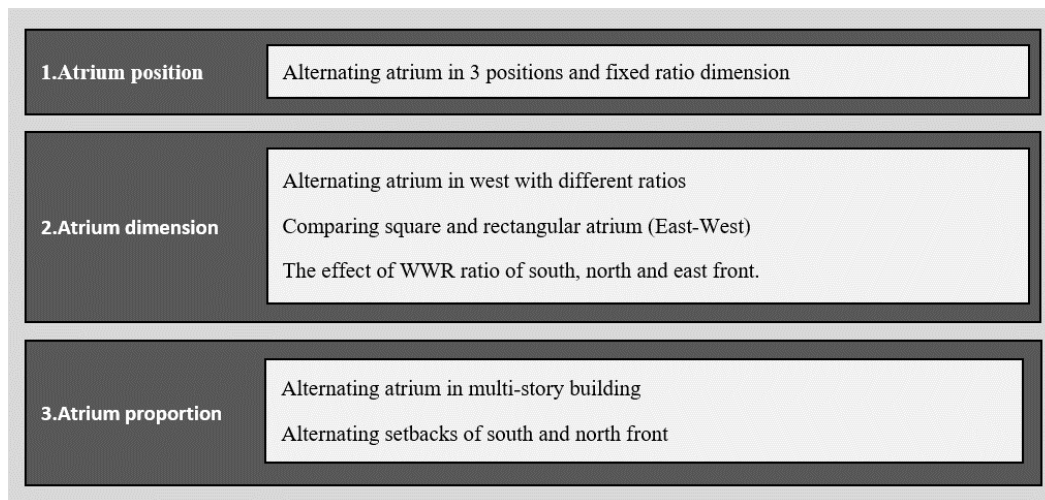 1.Atrium position
Alternating atrium in 3 positions and fixed ratio dimension
2.Atrium dimension
Alternating atrium in west with different ratios
Comparing square and rectangular atrium (East-West)
The effect of WWR ratio of south, north and east front.
3.Atrium proportion
Alternating atrium in multi-story building
Alternating setbacks of south and north front